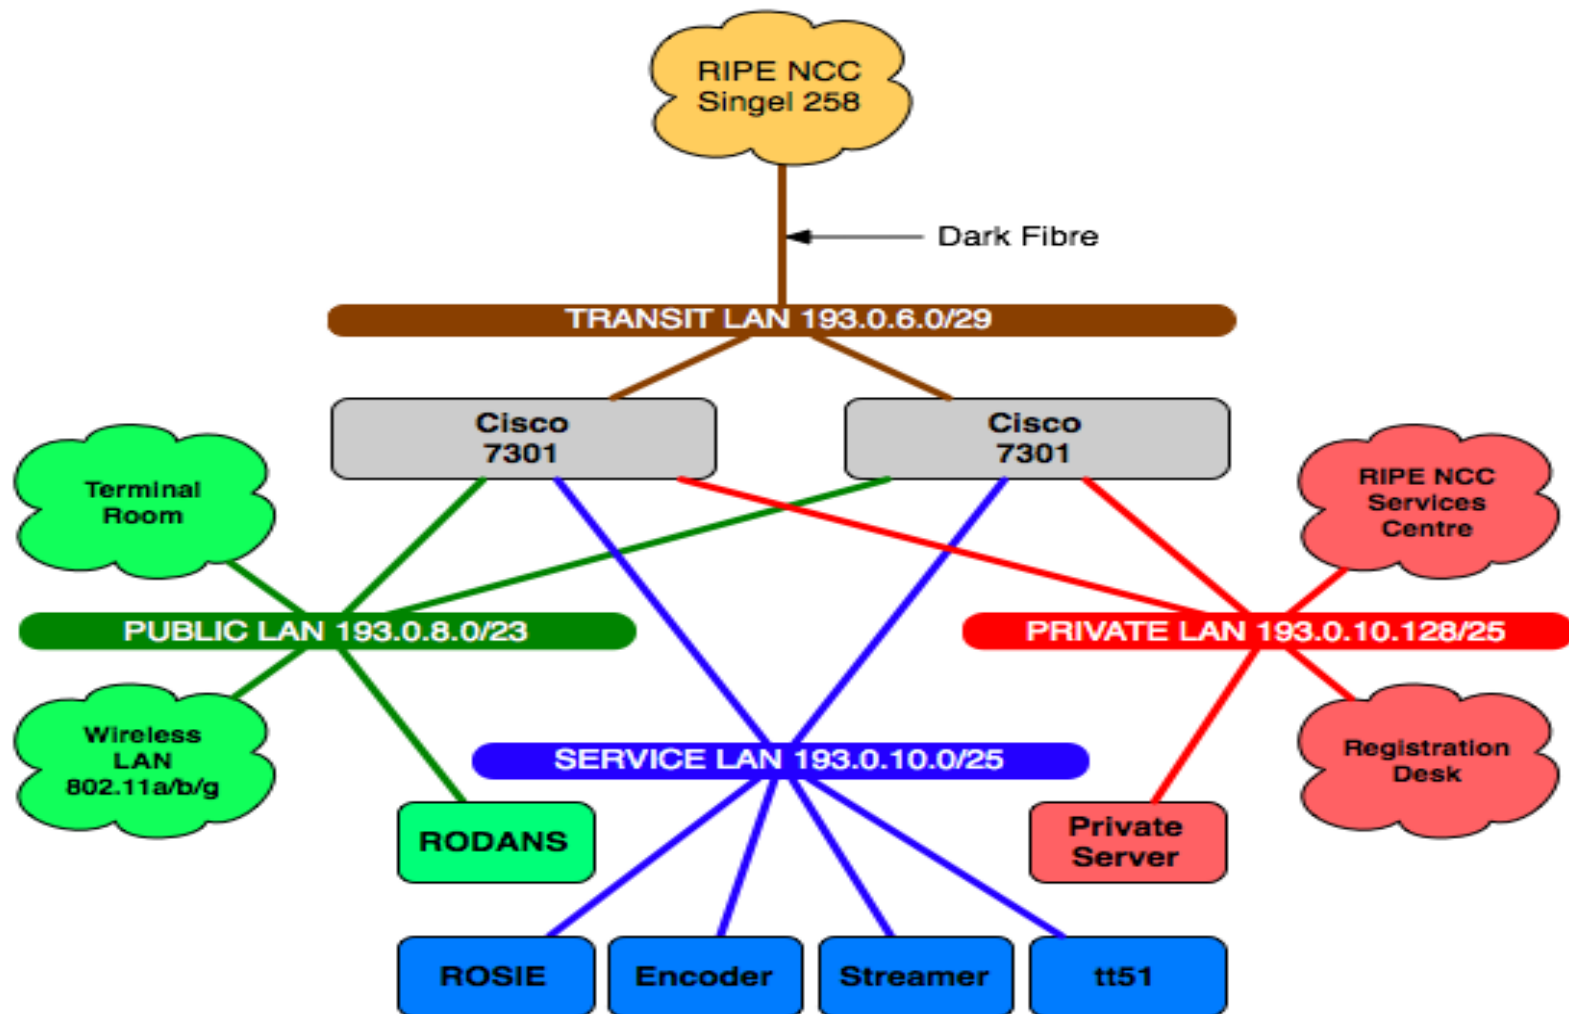 RIPE NCC
Singel 258
Dark Fibre
TRANSIT LAN 193.0.6.0/29
Cisco
7301
Cisco
7301
Terminal
Room
RIPE NCC
Services
Centre
PUBLIC LAN 193.0.8.0/23
PRIVATE LAN 193.0.10.128/25
Wireless
LAN
802.11a/b/g
SERVICE LAN 193.0.10.0/25
Registration
Desk
RODANS
Private
Server
ROSIE
Encoder
Streamer
tt51